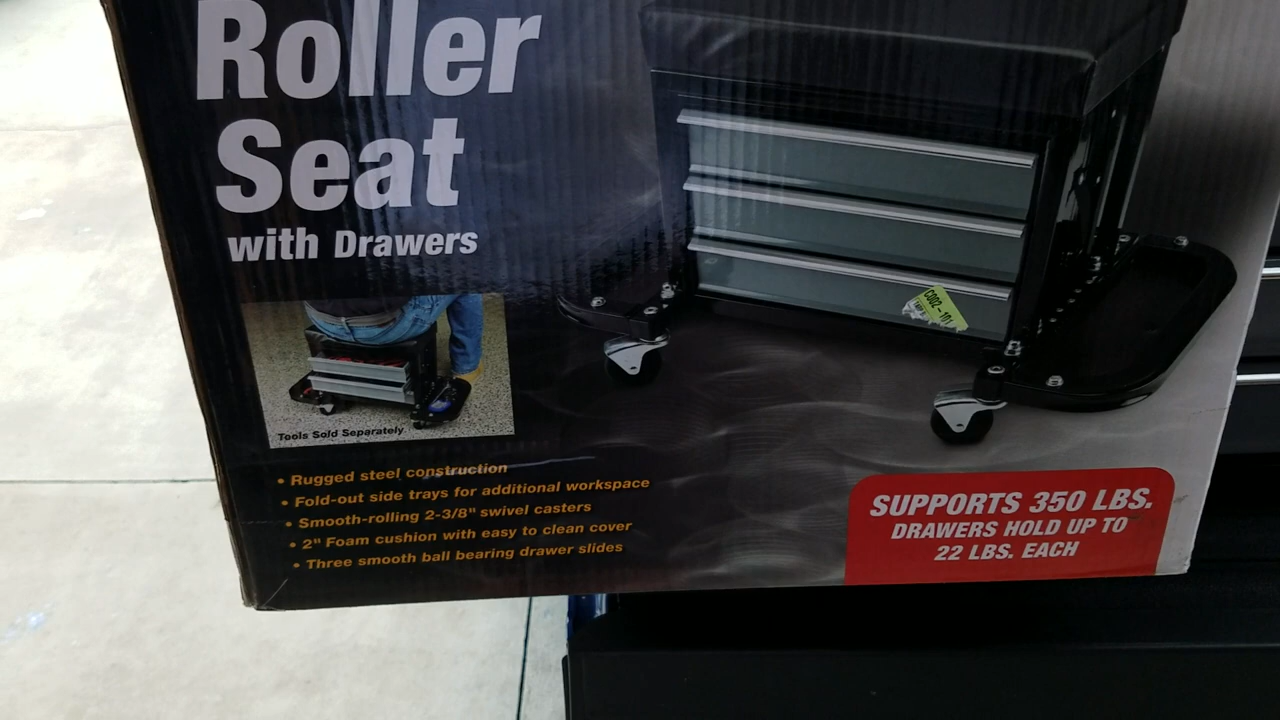 Roller
Seat
with Drawers
C002-101
Tools Sold Separately
• Rugged steel construction
• Fold-out side trays for additional workspace
• Smooth-rolling 2-3/8" swivel casters
• 2" Foam cushion with easy to clean cover
• Three smooth ball bearing drawer slides
SUPPORTS 350 LBS.
DRAWERS HOLD UP TO
22 LBS. EACH